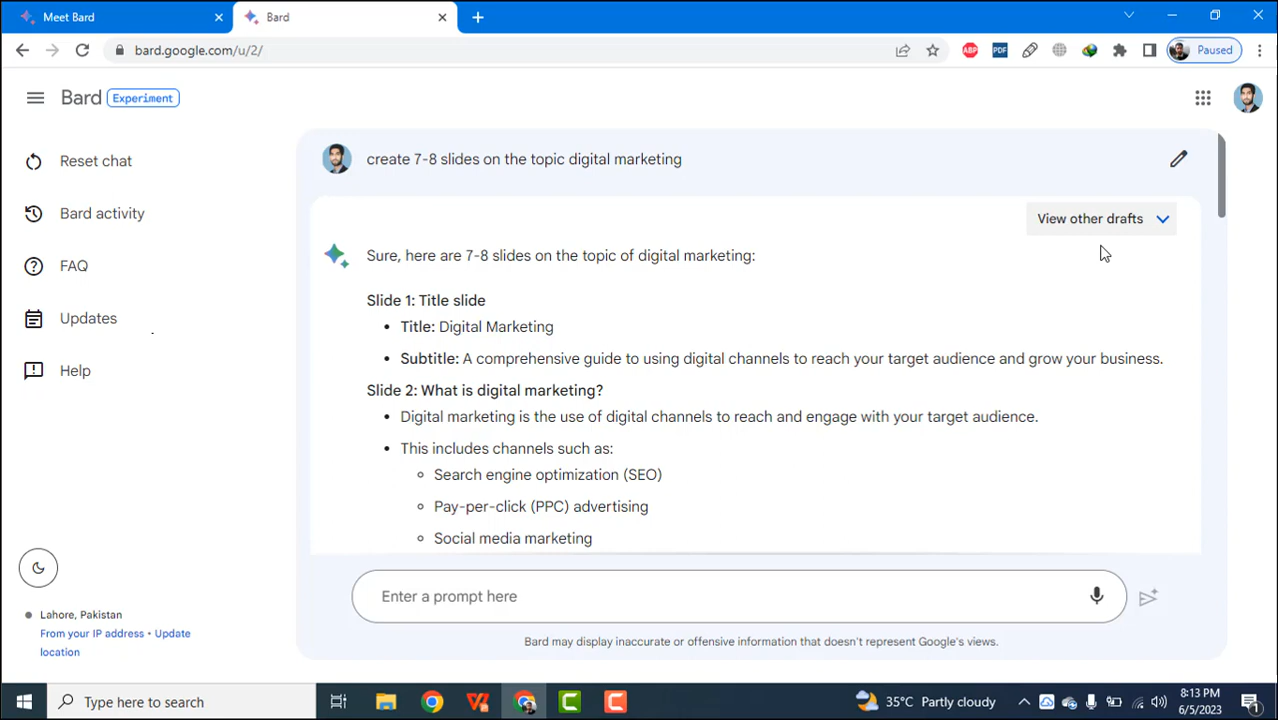 Meet Bard
Bard
bard.google.com/u/2/
ABP
PDF
Paused
Bard Experiment
Reset chat
Bard activity
FAQ
Updates
Help
create 7-8 slides on the topic digital marketing
View other drafts
Sure, here are 7-8 slides on the topic of digital marketing:
Slide 1: Title slide
• Title: Digital Marketing
• Subtitle: A comprehensive guide to using digital channels to reach your target audience and grow your business.
Slide 2: What is digital marketing?
• Digital marketing is the use of digital channels to reach and engage with your target audience.
• This includes channels such as:
◦ Search engine optimization (SEO)
◦ Pay-per-click (PPC) advertising
◦ Social media marketing
Enter a prompt here
Bard may display inaccurate or offensive information that doesn't represent Google's views.
Lahore, Pakistan
From your IP address • Update
location
Type here to search
35°C Partly cloudy
8:13 PM
6/5/2023
1